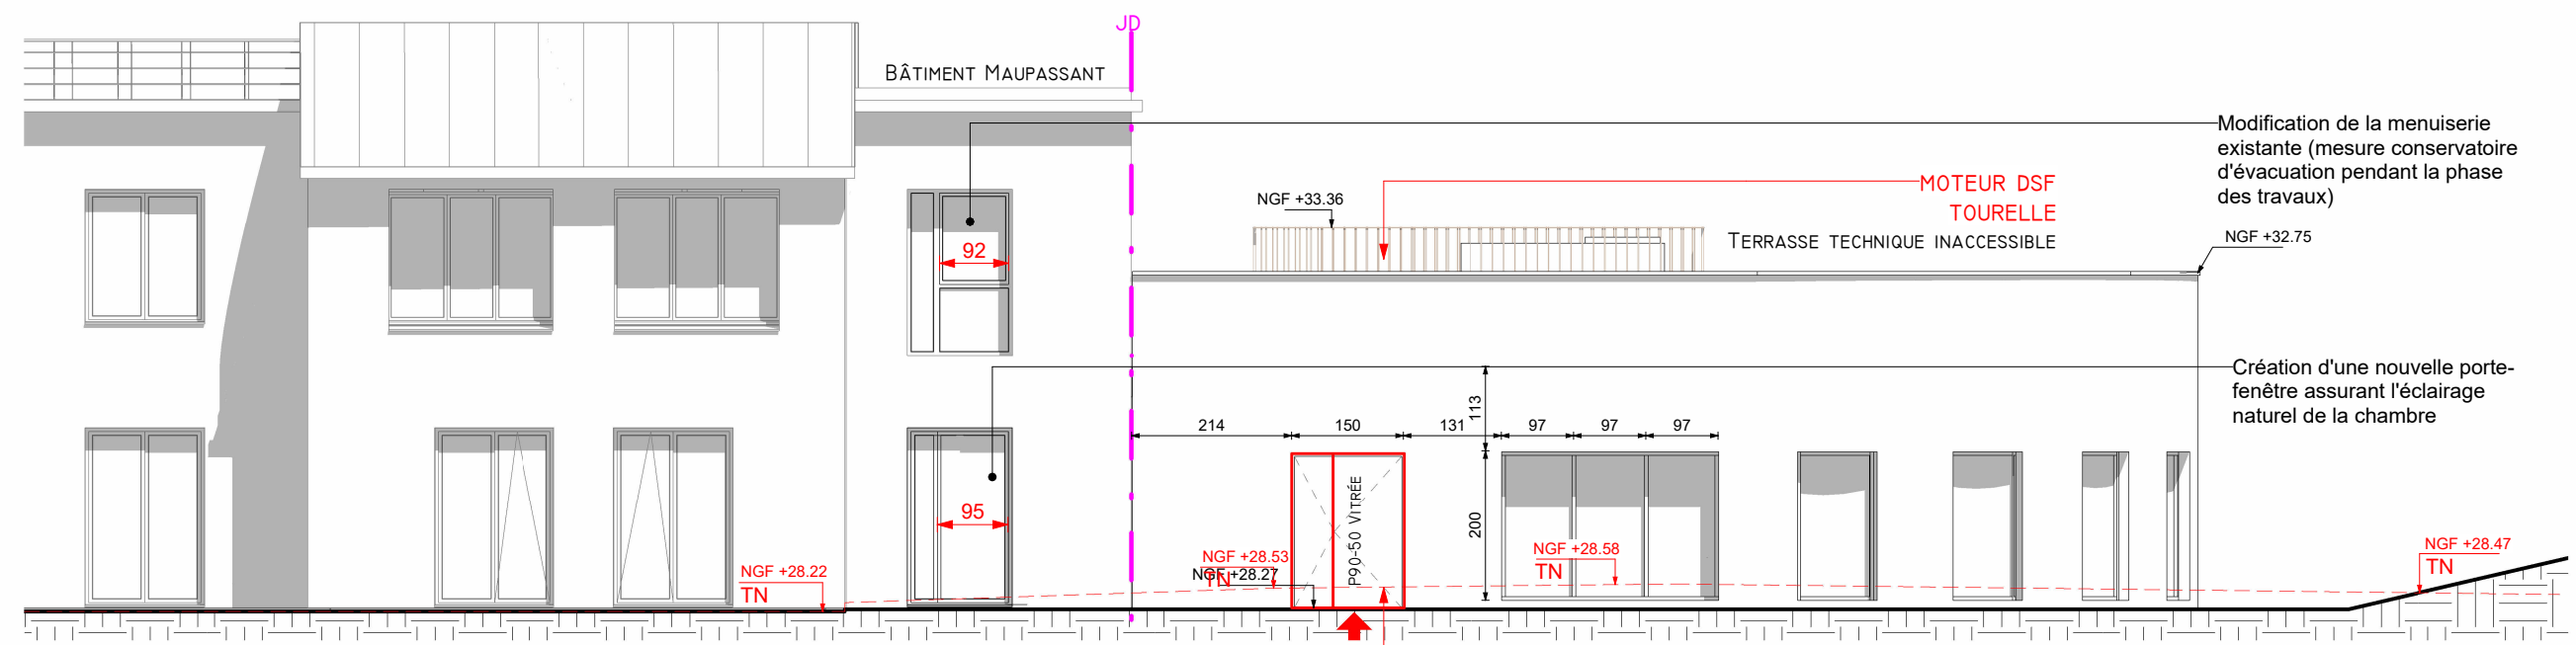 JD
BÂTIMENT MAUPASSANT
Modification de la menuiserie
existante (mesure conservatoire
d'évacuation pendant la phase
des travaux)
MOTEUR DSF
TOURELLE
NGF +33.36
TERRASSE TECHNIQUE INACCESSIBLE
NGF +32.75
92
Création d'une nouvelle porte-
fenêtre assurant l'éclairage
naturel de la chambre
113
214
150
131
97
97
97
95
P90-50 VITRÉE
200
NGF +28.22
TN
NGF +28.53
TN
NGF +28.27
NGF +28.58
TN
NGF +28.47
TN